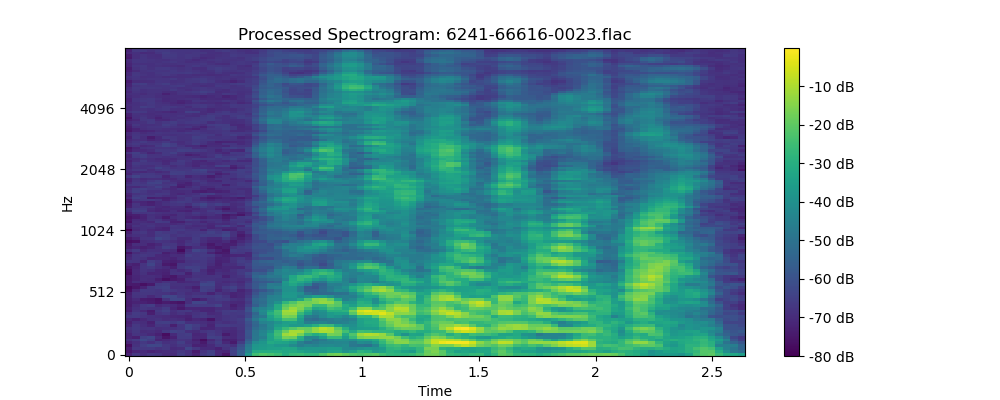 Processed Spectrogram: 6241-66616-0023.flac
4096
2048
1024
512
0
Hz
0
0.5
1
1.5
2
2.5
Time
-10 dB
-20 dB
-30 dB
-40 dB
-50 dB
-60 dB
-70 dB
-80 dB